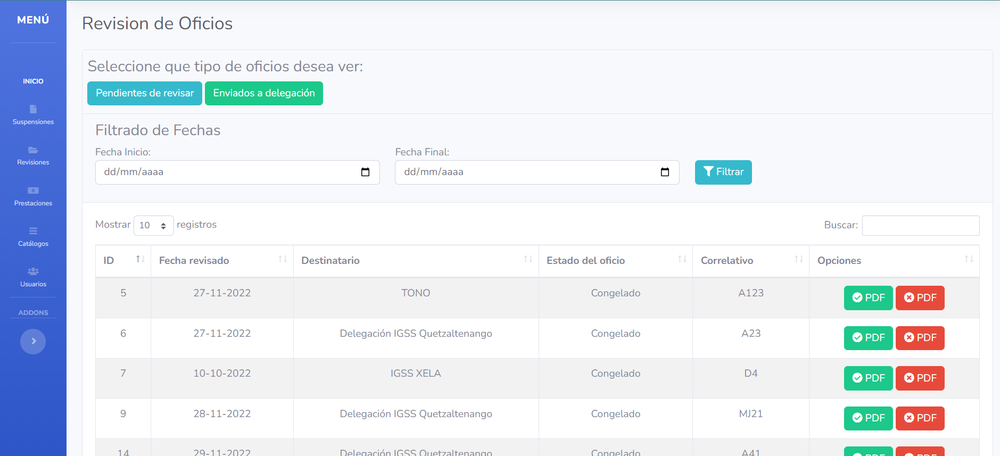 MENÚ
INICIO
Suspensiones
Revisiones
Prestaciones
Catálogos
Usuarios
ADDONS
Revision de Oficios
Seleccione que tipo de oficios desea ver:
Pendientes de revisar Enviados a delegación
Filtrado de Fechas
Fecha Inicio: Fecha Final:
dd/mm/aaaa dd/mm/aaaa Filtrar
Mostrar 10 registros Buscar:
ID Fecha revisado Destinatario Estado del oficio Correlativo Opciones
5 27-11-2022 TONO Congelado A123 PDF PDF
6 27-11-2022 Delegación IGSS Quetzaltenango Congelado A23 PDF PDF
7 10-10-2022 IGSS XELA Congelado D4 PDF PDF
9 28-11-2022 Delegación IGSS Quetzaltenango Congelado MJ21 PDF PDF
14 29-11-2022 Delegación IGSS Quetzaltenango Congelado A41 PDF PDF